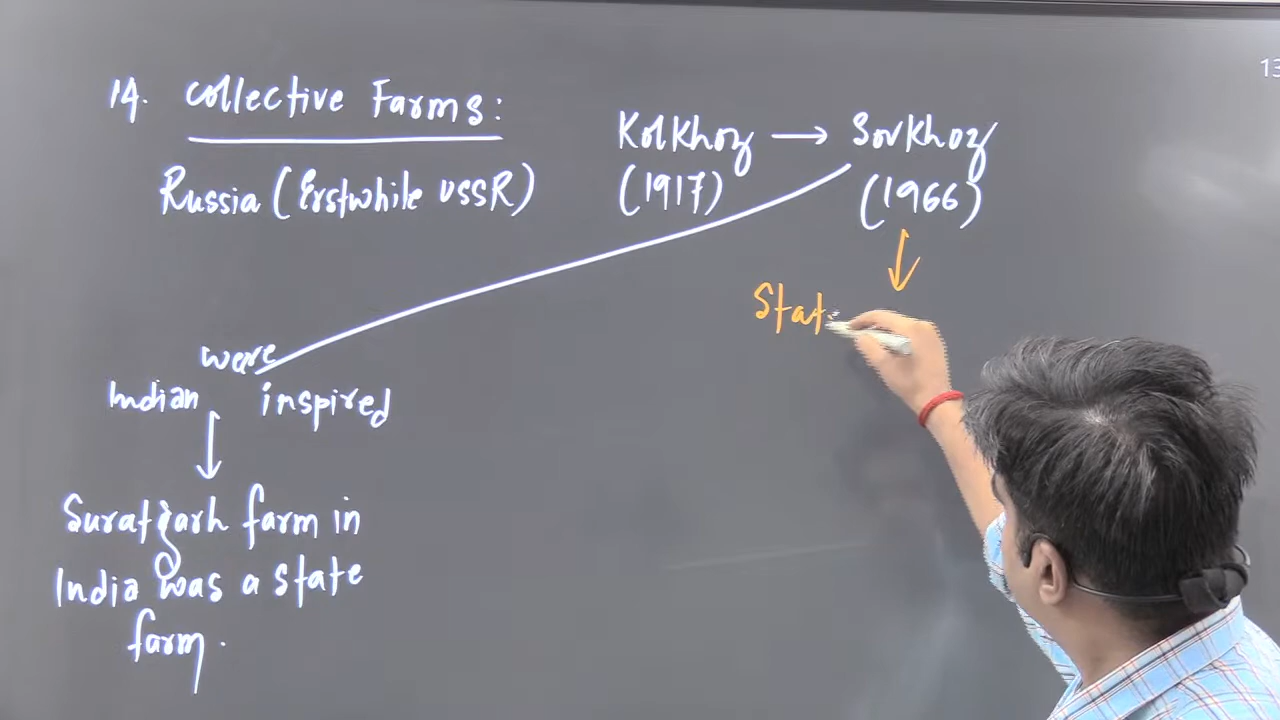 13
14. Collective Farms:
Kolkhoz → Sovkhoz
Russia (Erstwhile USSR) (1917) (1966)
↓
Stat
were
Indian inspired
↓
Suratgarh farm in
India was a state
farm.